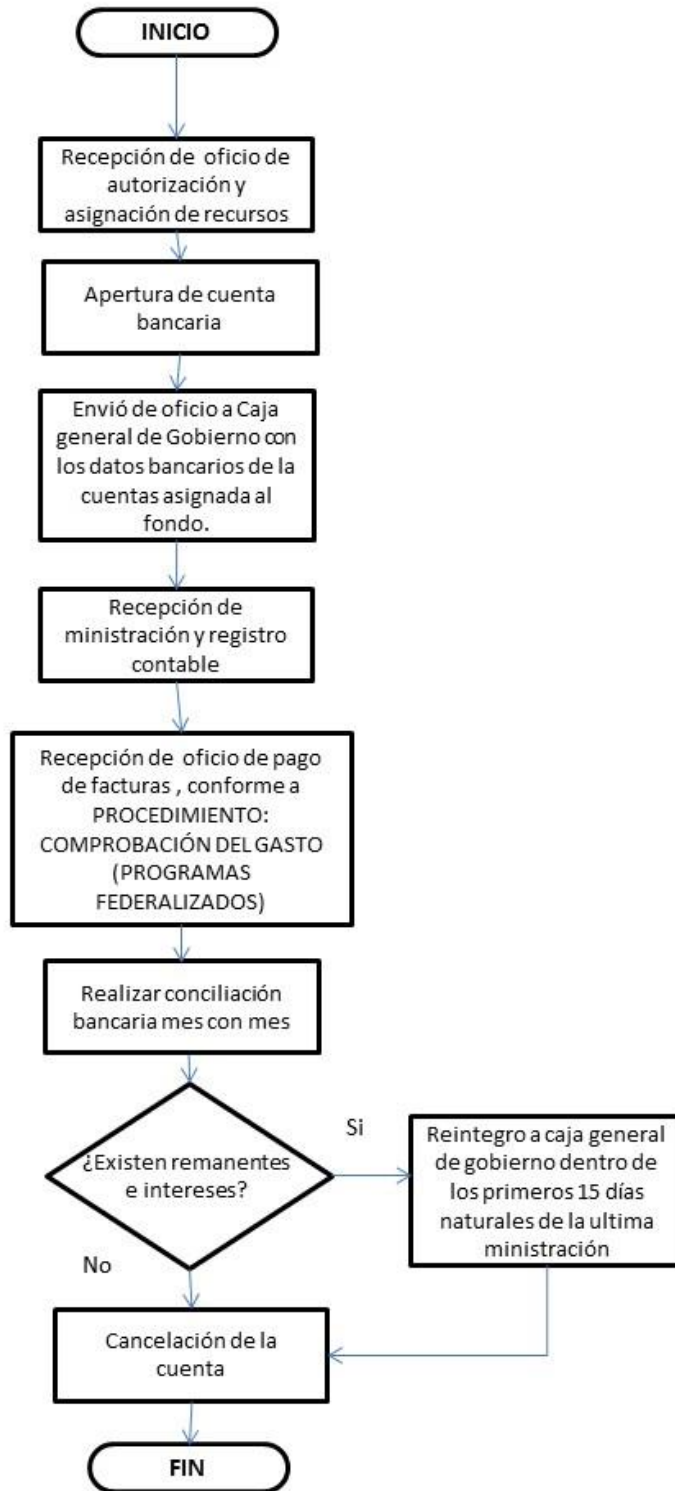 INICIO
Recepción de oficio de
autorización y
asignación de recursos
Apertura de cuenta
bancaria
Envió de oficio a Caja
general de Gobierno con
los datos bancarios de la
cuentas asignada al
fondo.
Recepción de
ministración y registro
contable
Recepción de oficio de pago
de facturas , conforme a
PROCEDIMIENTO:
COMPROBACIÓN DEL GASTO
(PROGRAMAS
FEDERALIZADOS)
Realizar conciliación
bancaria mes con mes
¿Existen remanentes
e intereses?
Si
Reintegro a caja general
de gobierno dentro de
los primeros 15 días
naturales de la ultima
ministración
No
Cancelación de la
cuenta
FIN